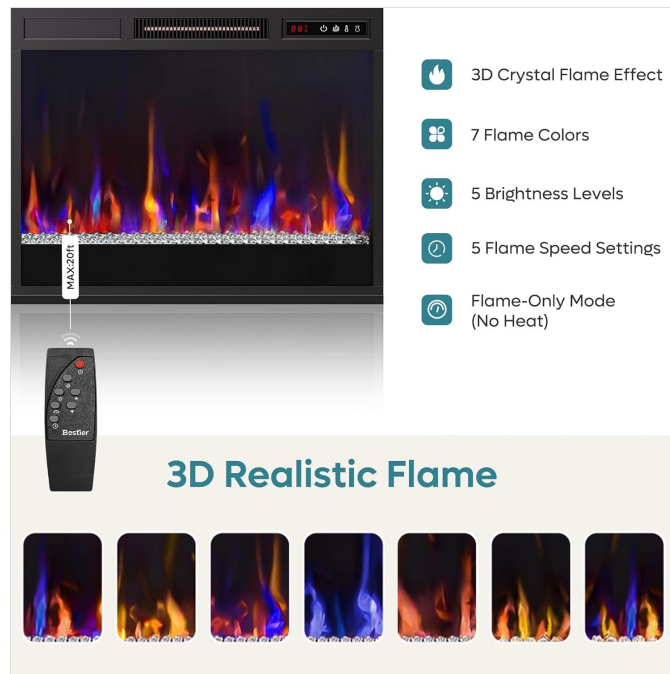 3D Crystal Flame Effect
7 Flame Colors
5 Brightness Levels
5 Flame Speed Settings
Flame-Only Mode
(No Heat)
MAX:20ft
Bestier
3D Realistic Flame